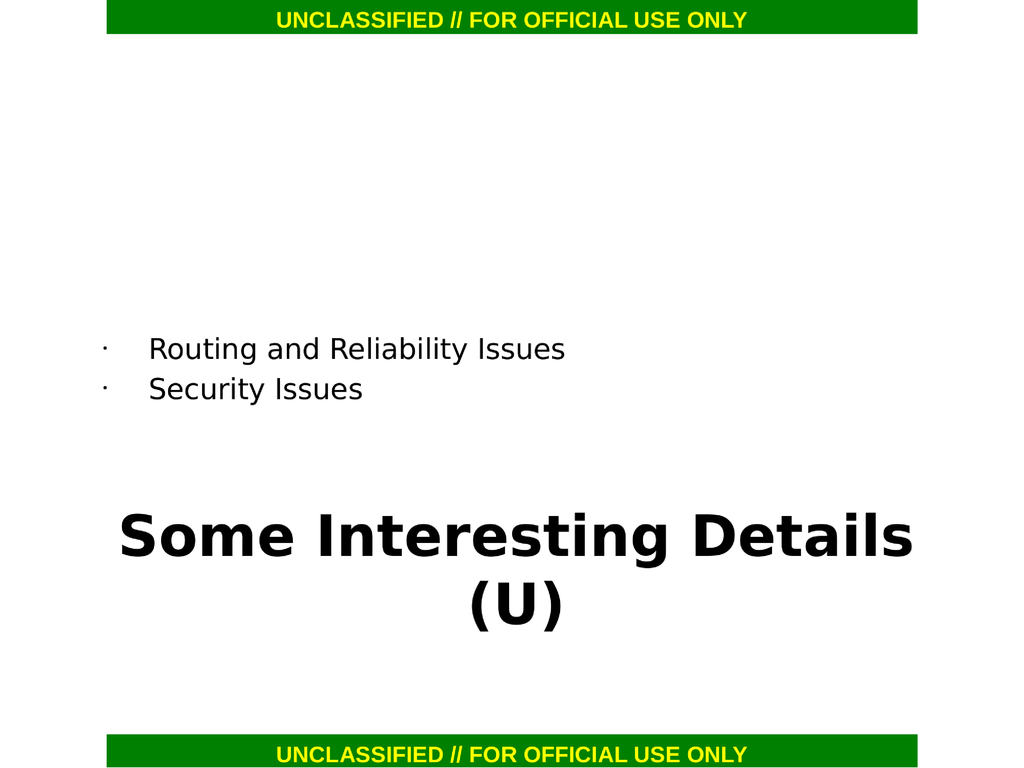 UNCLASSIFIED // FOR OFFICIAL USE ONLY
· Routing and Reliability Issues
· Security Issues
Some Interesting Details
(U)
UNCLASSIFIED // FOR OFFICIAL USE ONLY